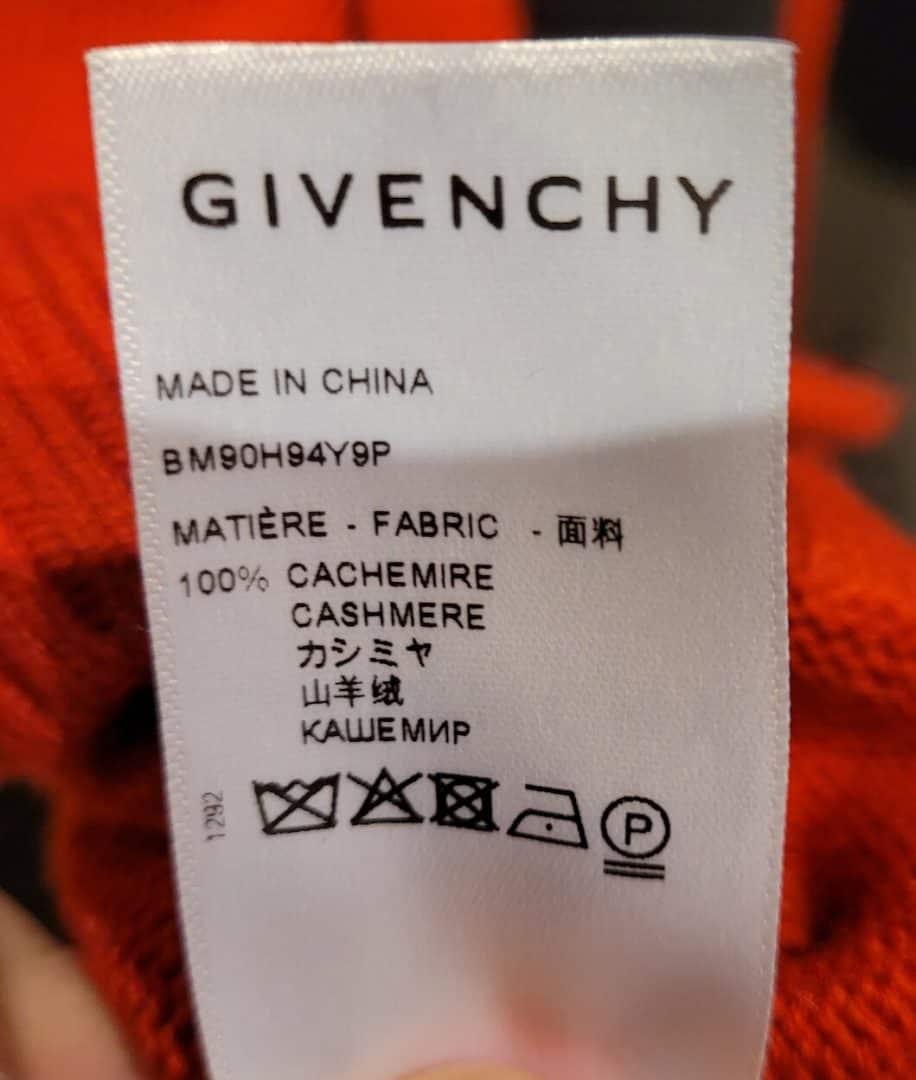 GIVENCHY
MADE IN CHINA
BM90H94Y9P
MATIÈRE - FABRIC - 面料
100% CACHEMIRE
CASHMERE
カシミヤ
山羊绒
КАШЕМИР
1292
P